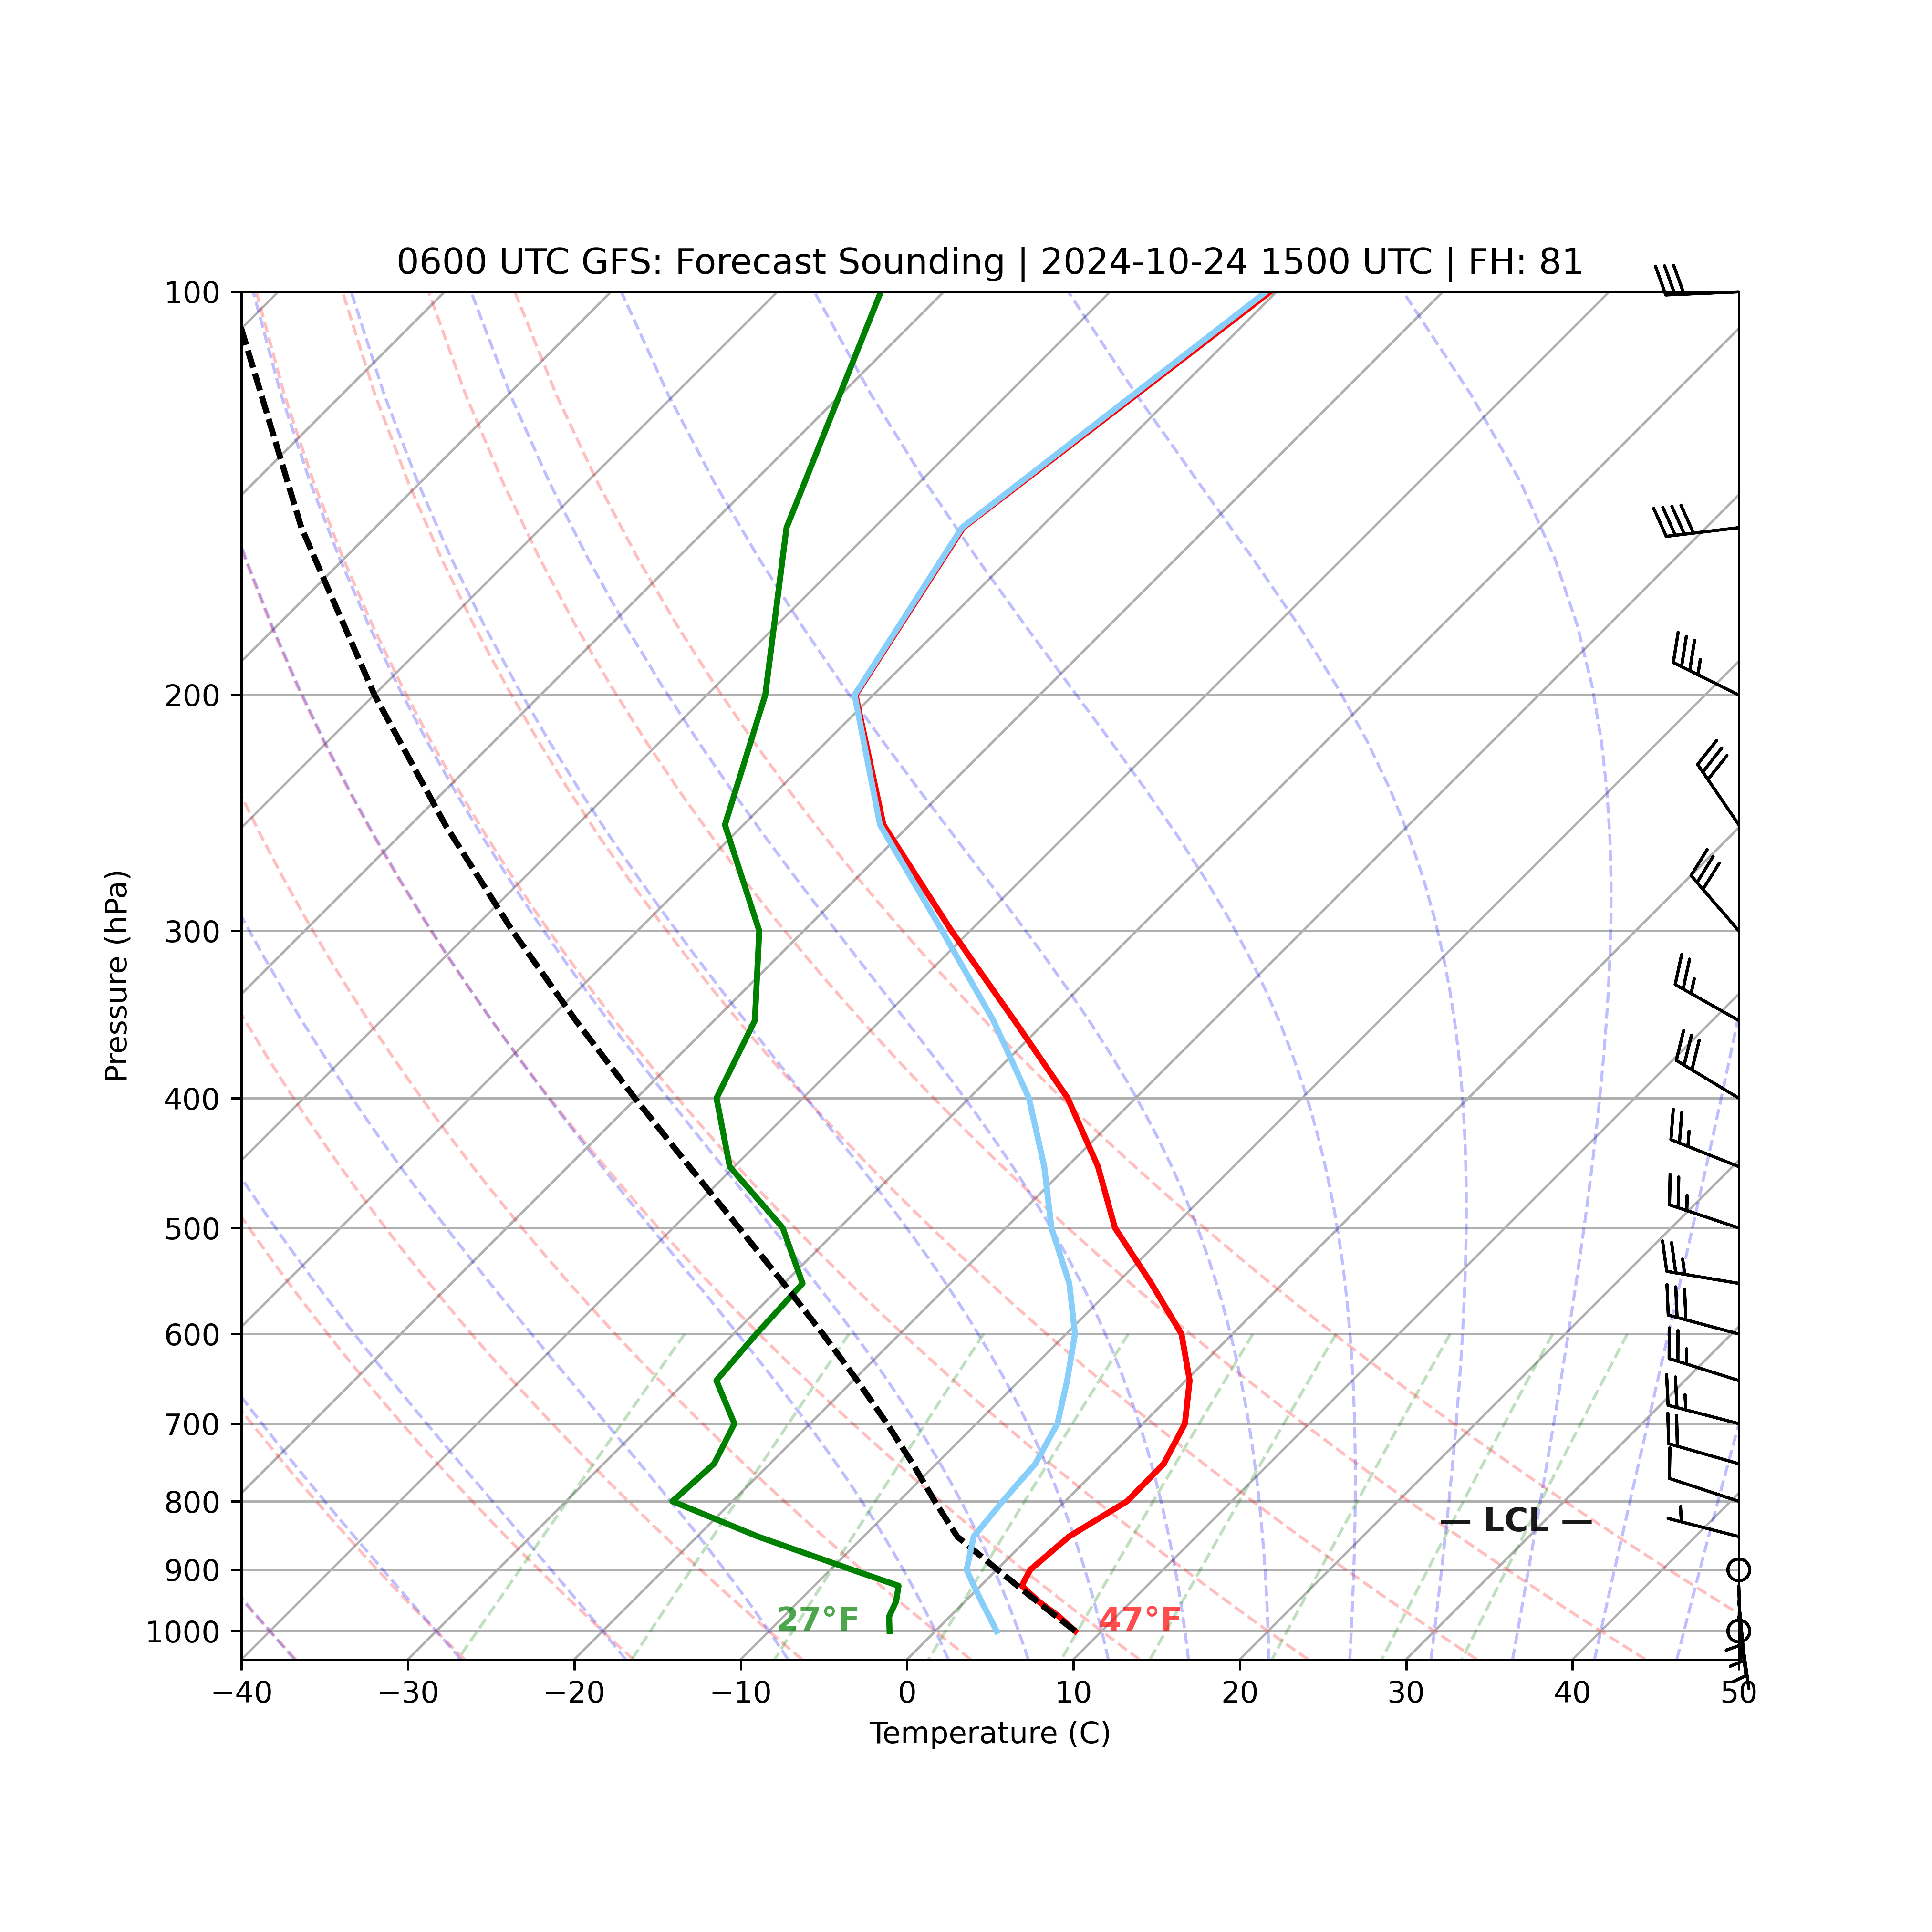 0600 UTC GFS: Forecast Sounding | 2024-10-24 1500 UTC | FH: 81
100
200
300
400
500
600
700
800
900
1000
Pressure (hPa)
— LCL —
27°F
47°F
−40 −30 −20 −10 0 10 20 30 40 50
Temperature (C)